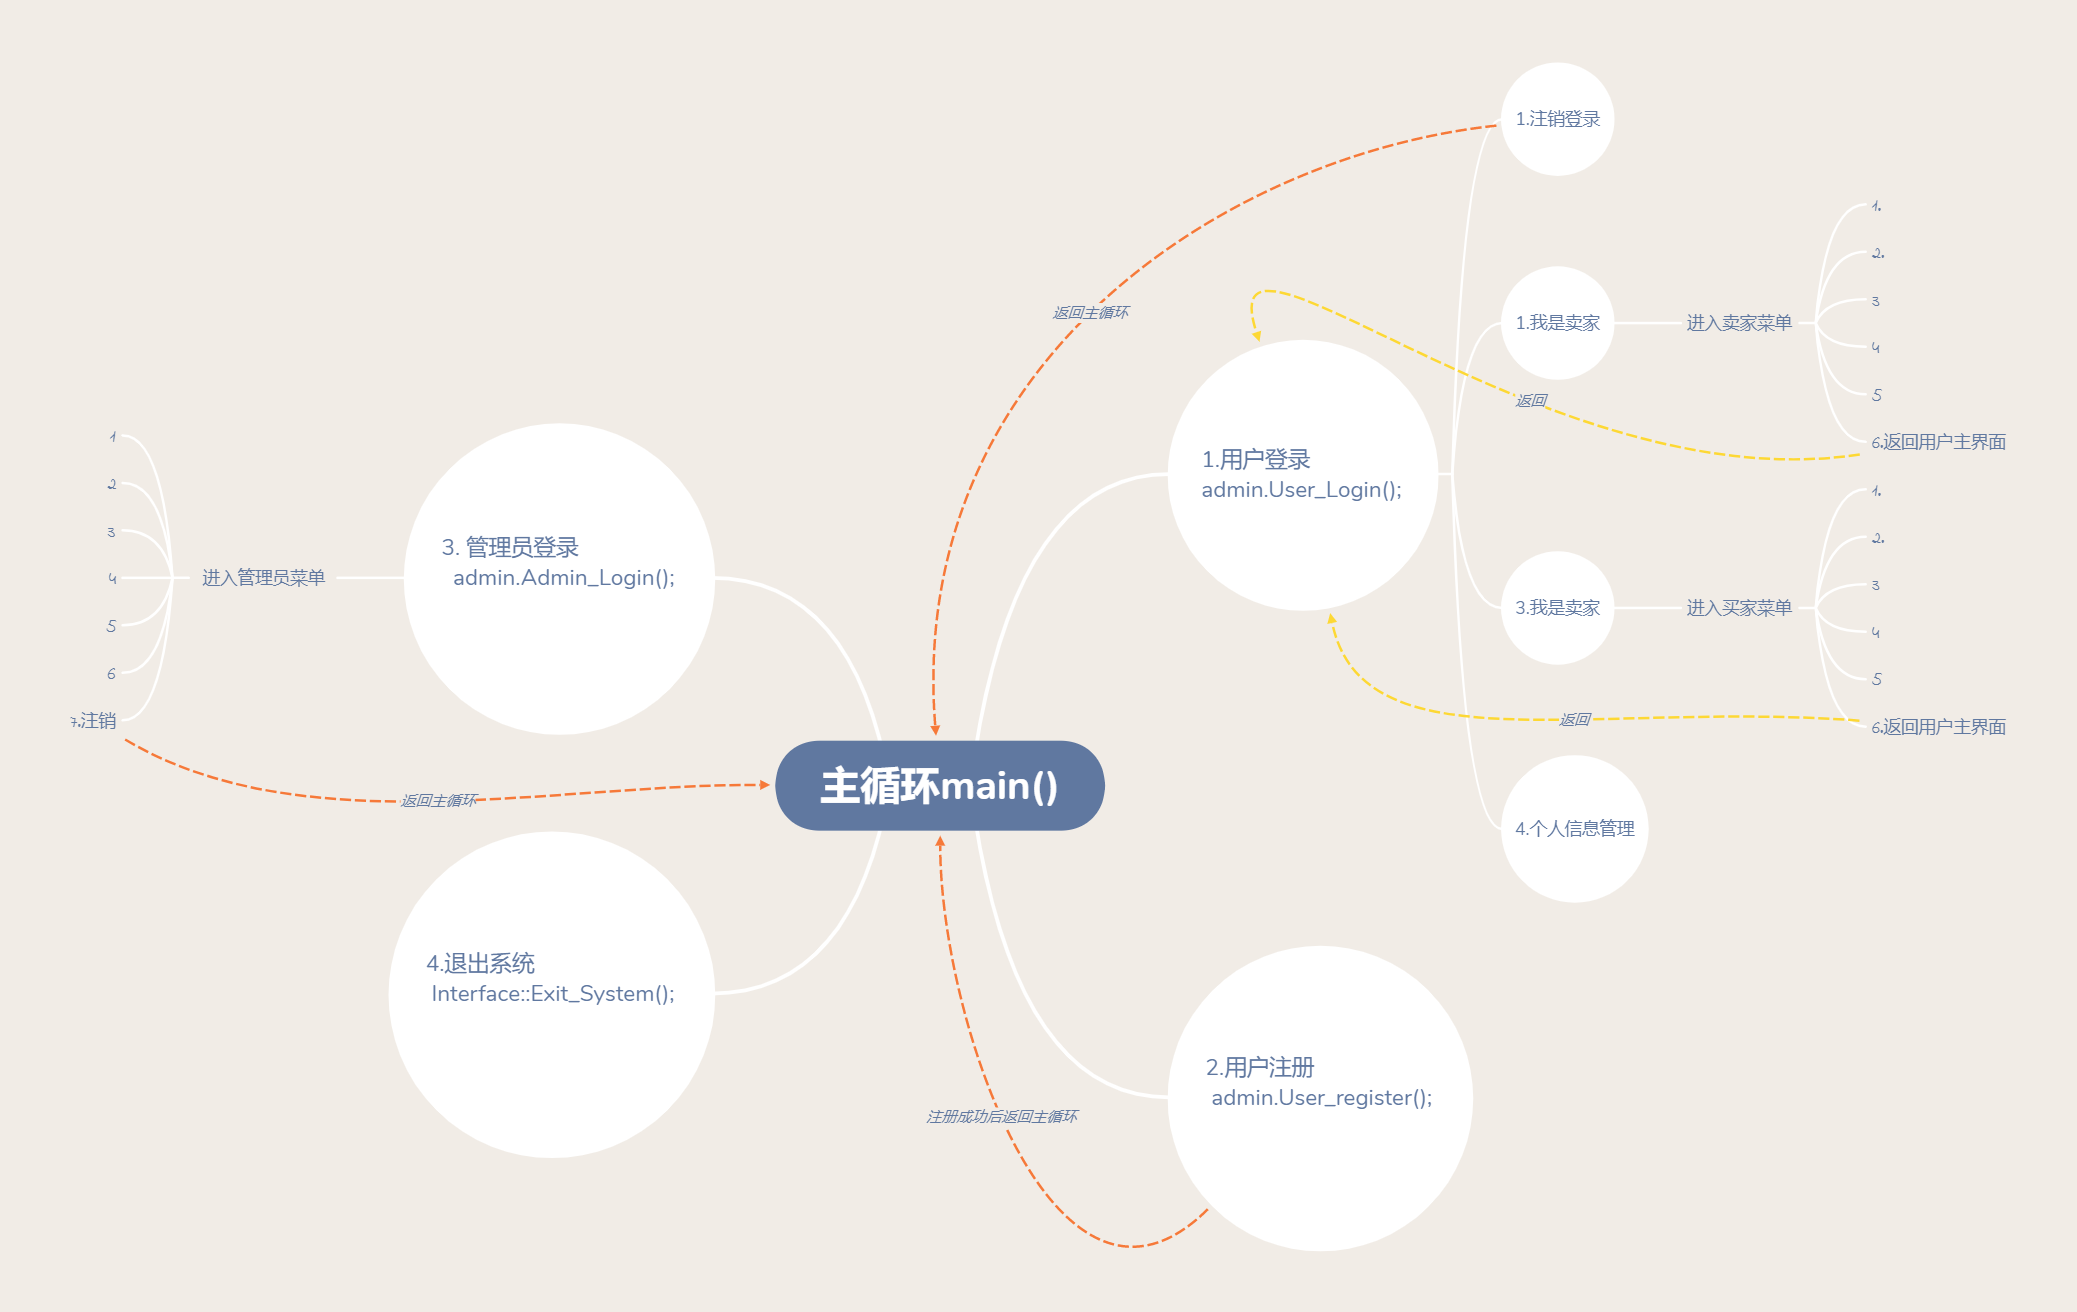 主循环main()
1.用户登录
admin.User_Login();
1.注销登录
返回主循环
1.我是卖家
进入卖家菜单
1.
2.
3
4
5
6.返回用户主界面
返回
3.我是卖家
进入买家菜单
1.
2.
3
4
5
6.返回用户主界面
返回
4.个人信息管理
2.用户注册
admin.User_register();
注册成功后返回主循环
3. 管理员登录
admin.Admin_Login();
进入管理员菜单
1
2
3
4
5
6
7.注销
返回主循环
4.退出系统
Interface::Exit_System();